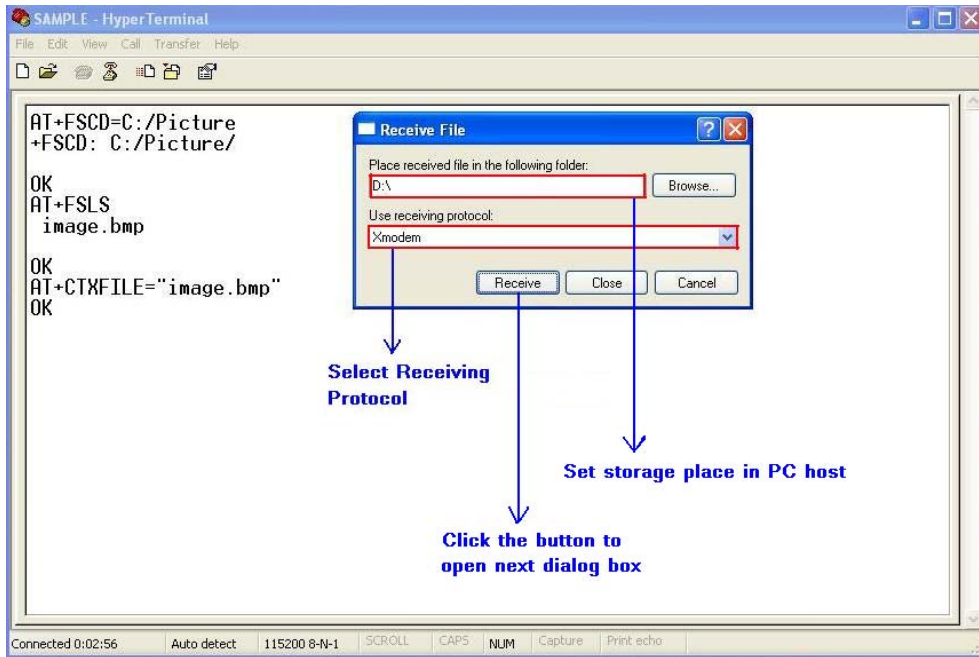 SAMPLE - HyperTerminal
File Edit View Call Transfer Help
AT+FSCD=C:/Picture
+FSCD: C:/Picture/
OK
AT+FSLS
image.bmp
OK
AT+CTXFILE="image.bmp"
OK
Receive File
Place received file in the following folder:
D:\
Browse...
Use receiving protocol:
Xmodem
Receive Close Cancel
Select Receiving
Protocol
Set storage place in PC host
Click the button to
open next dialog box
Connected 0:02:56 Auto detect 115200 8-N-1 SCROLL CAPS NUM Capture Print echo